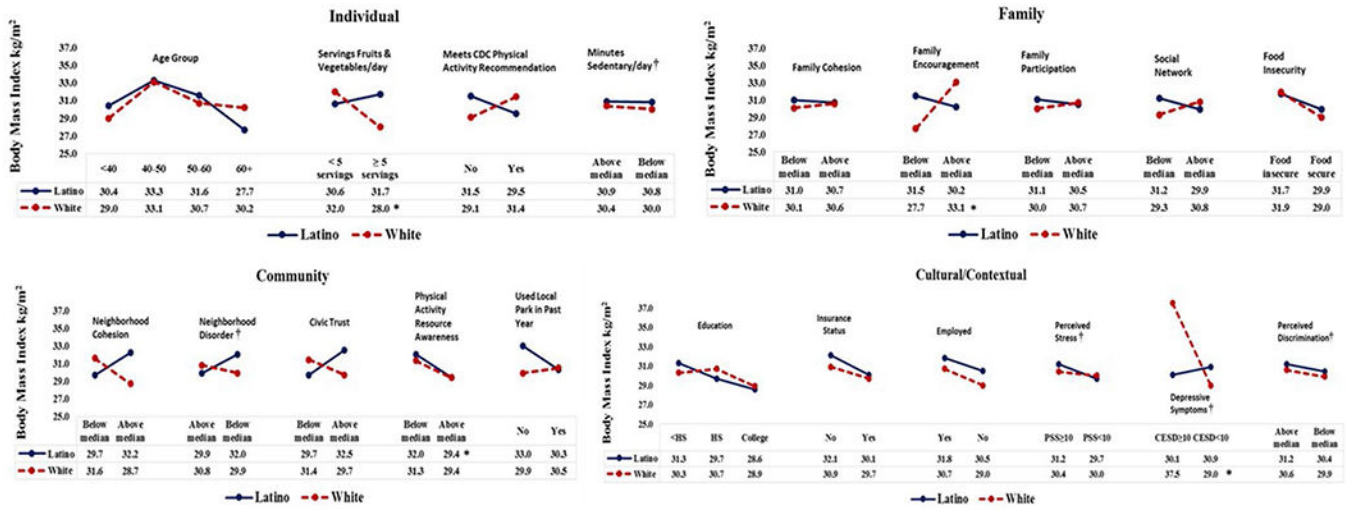 Individual
Body Mass Index kg/m²
37.0
35.0
33.0
31.0
29.0
27.0
25.0
Age Group
Servings Fruits &
Vegetables/day
Meets CDC Physical
Activity Recommendation
Minutes
Sedentary/day †
<40 40-50 50-60 60+ < 5 servings ≥ 5 servings No Yes Above median Below median
Latino 30.4 33.3 31.6 27.7 30.6 31.7 31.5 29.5 30.9 30.8
White 29.0 33.1 30.7 30.2 32.0 28.0 * 29.1 31.4 30.4 30.0
Latino White
Family
Body Mass Index kg/m²
37.0
35.0
33.0
31.0
29.0
27.0
25.0
Family Cohesion
Family
Encouragement
Family
Participation
Social
Network
Food
Insecurity
Below median Above median Below median Above median Below median Above median Below median Above median Food insecure Food secure
Latino 31.0 30.7 31.5 30.2 31.1 30.5 31.2 29.9 31.7 29.9
White 30.1 30.6 27.7 33.1 * 30.0 30.7 29.3 30.8 31.9 29.0
Latino White
Community
Body Mass Index kg/m²
37.0
35.0
33.0
31.0
29.0
27.0
25.0
Neighborhood
Cohesion
Neighborhood
Disorder †
Civic Trust
Physical
Activity
Resource
Awareness
Used Local
Park in Past
Year
Below median Above median Above median Below median Below median Above median Below median Above median No Yes
Latino 29.7 32.2 29.9 32.0 29.7 32.5 32.0 29.4 * 33.0 30.3
White 31.6 28.7 30.8 29.9 31.4 29.7 31.3 29.4 29.9 30.5
Latino White
Cultural/Contextual
Body Mass Index kg/m²
37.0
35.0
33.0
31.0
29.0
27.0
25.0
Education
Insurance
Status
Employed
Perceived
Stress †
Depressive
Symptoms †
Perceived
Discrimination †
<HS HS College No Yes Yes No PSS≥10 PSS<10 CESD≥10 CESD<10 Above median Below median
Latino 31.3 29.7 28.6 32.1 30.1 31.8 30.5 31.2 29.7 30.1 30.9 31.2 30.4
White 30.3 30.7 28.9 30.9 29.7 30.7 29.0 30.4 30.0 37.5 29.0 * 30.6 29.9
Latino White